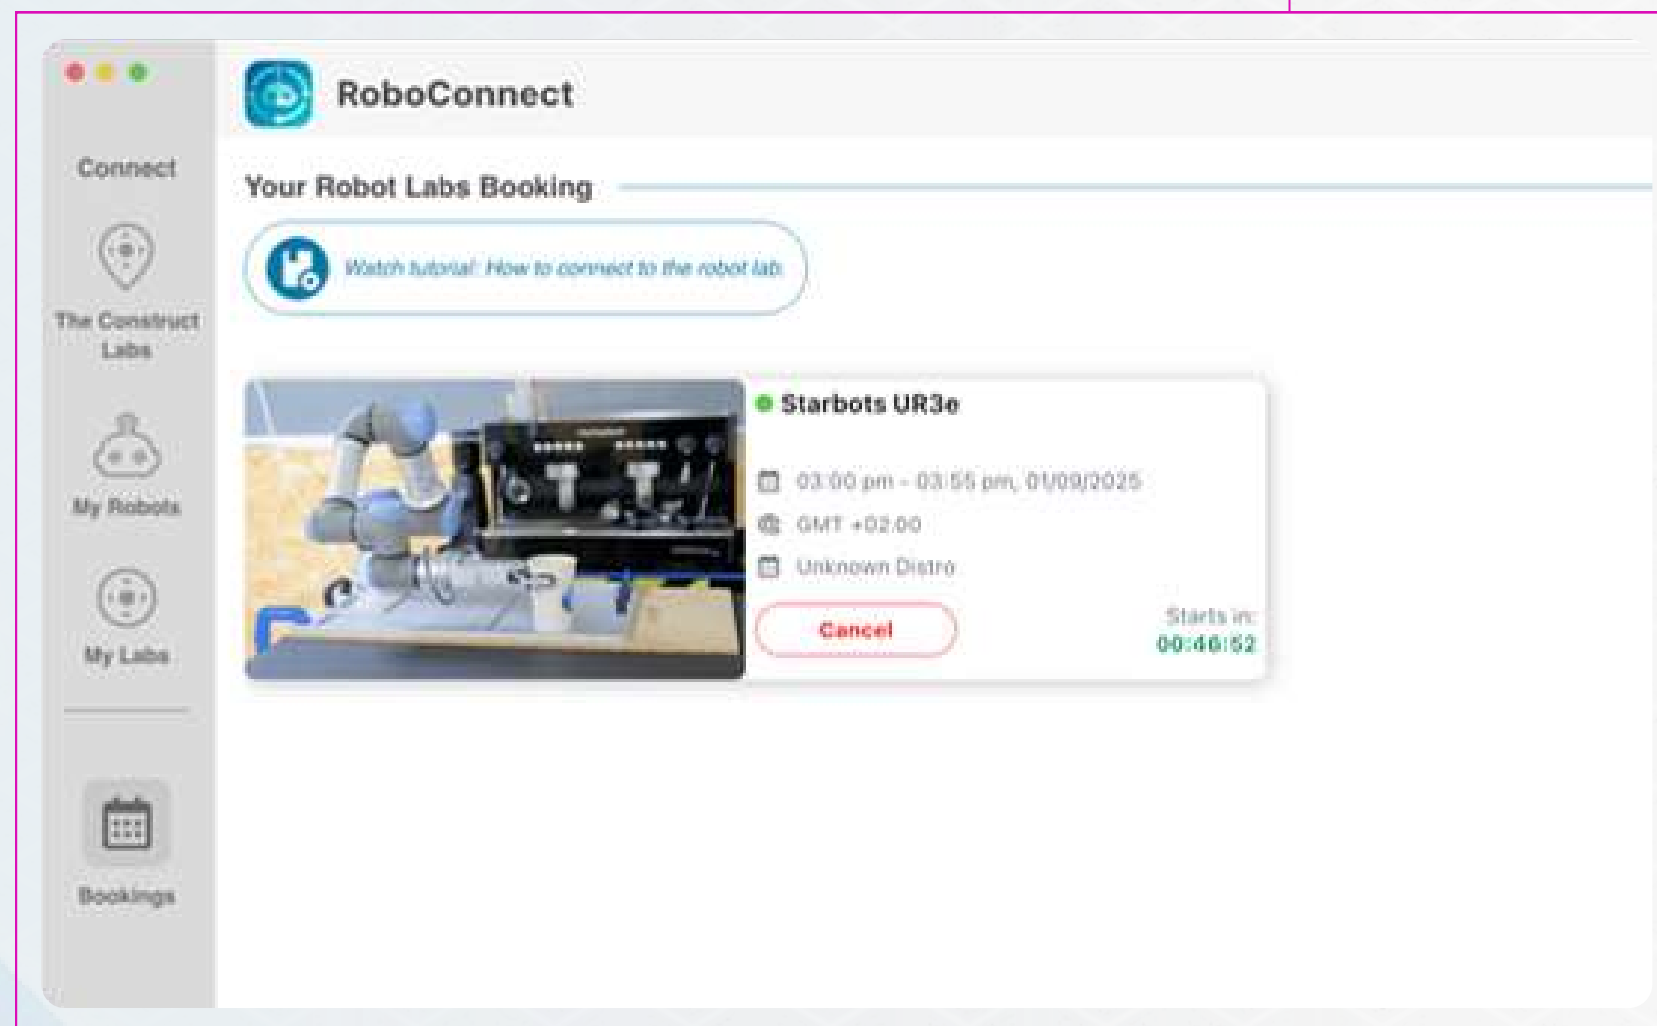 RoboConnect
Connect
The Construct
Labs
My Robots
My Labs
Bookings
Your Robot Labs Booking
Watch tutorial: How to connect to the robot lab.
Starbots UR3e
03:00 pm - 03:55 pm, 01/09/2025
GMT +02:00
Unknown Distro
Cancel
Starts in:
00:46:52